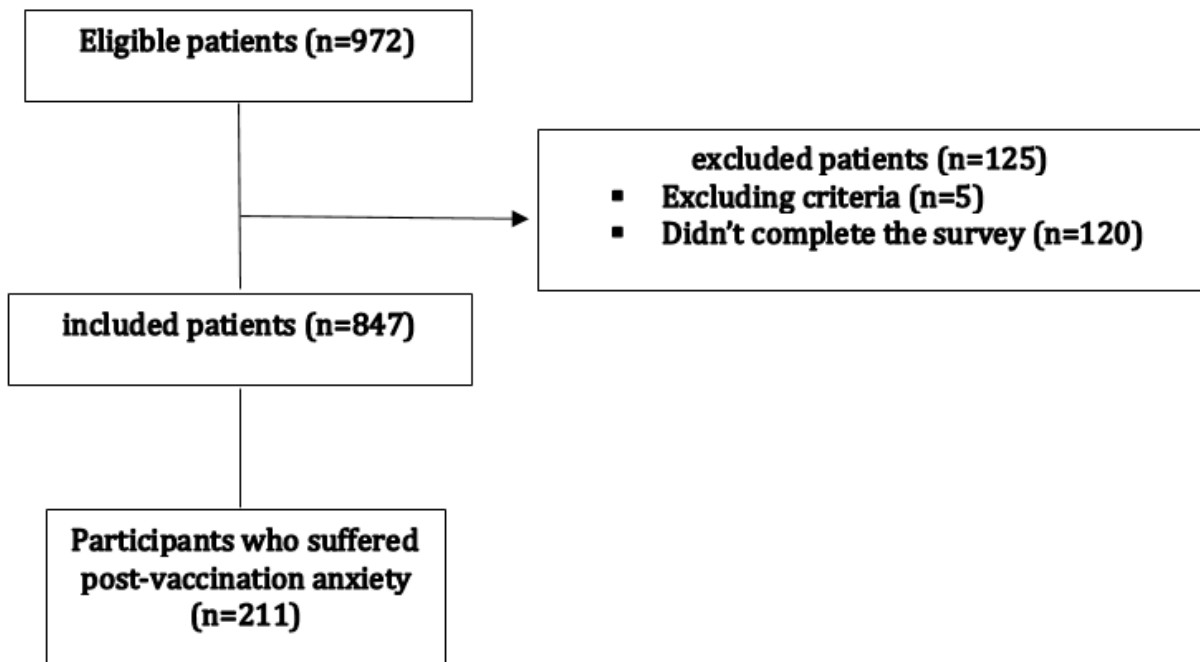 Eligible patients (n=972)
excluded patients (n=125)
▪ Excluding criteria (n=5)
▪ Didn’t complete the survey (n=120)
included patients (n=847)
Participants who suffered
post-vaccination anxiety
(n=211)